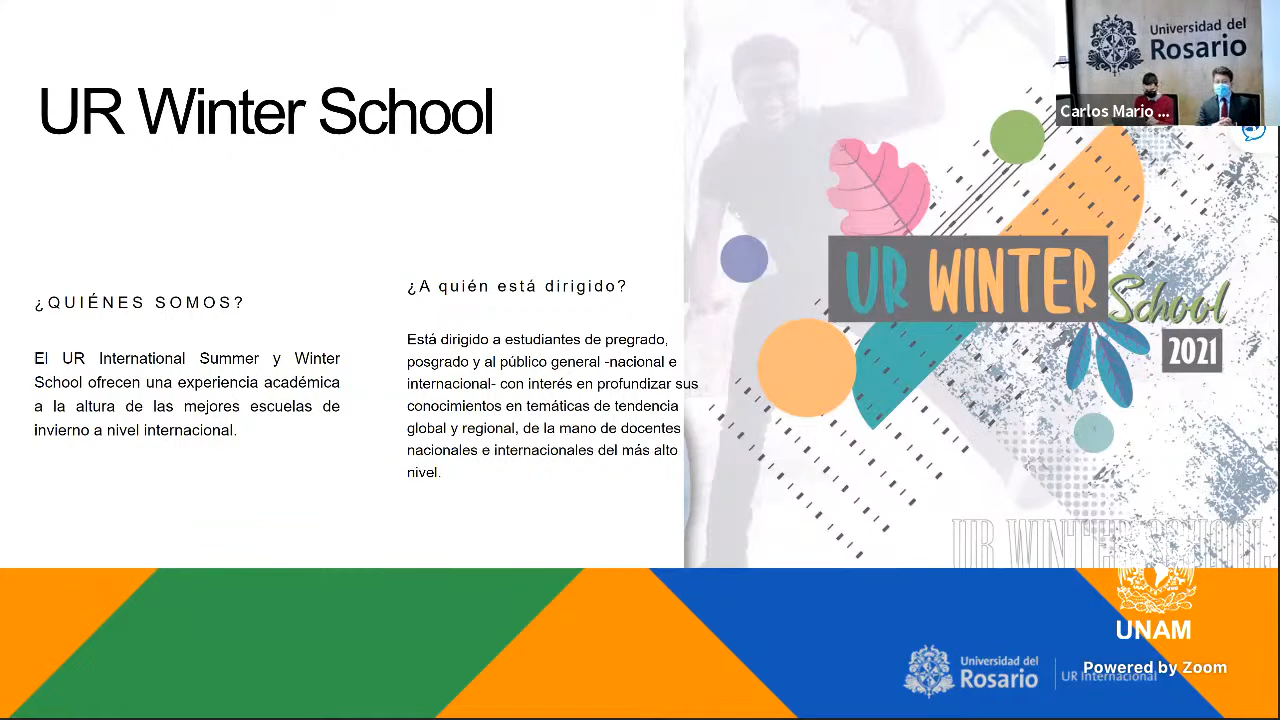 UR Winter School
¿QUIÉNES SOMOS?
El UR International Summer y Winter
School ofrecen una experiencia académica
a la altura de las mejores escuelas de
invierno a nivel internacional.
¿A quién está dirigido?
Está dirigido a estudiantes de pregrado,
posgrado y al público general -nacional e
internacional- con interés en profundizar sus
conocimientos en temáticas de tendencia
global y regional, de la mano de docentes
nacionales e internacionales del más alto
nivel.
Universidad del
Rosario
Carlos Mario ...
UR WINTER
School
2021
UR WINTER SCHOOL
UNAM
Powered by Zoom
Universidad del
Rosario
UR Internacional